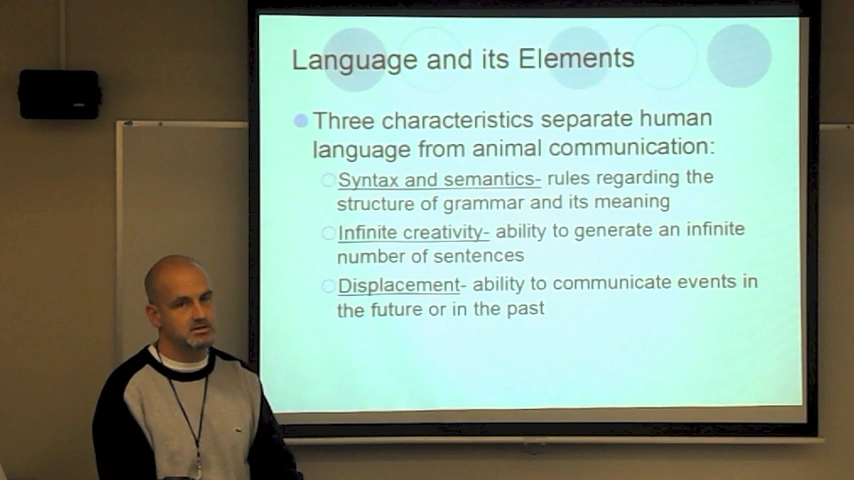 Language and its Elements
Three characteristics separate human
language from animal communication:
Syntax and semantics- rules regarding the
structure of grammar and its meaning
Infinite creativity- ability to generate an infinite
number of sentences
Displacement- ability to communicate events in
the future or in the past